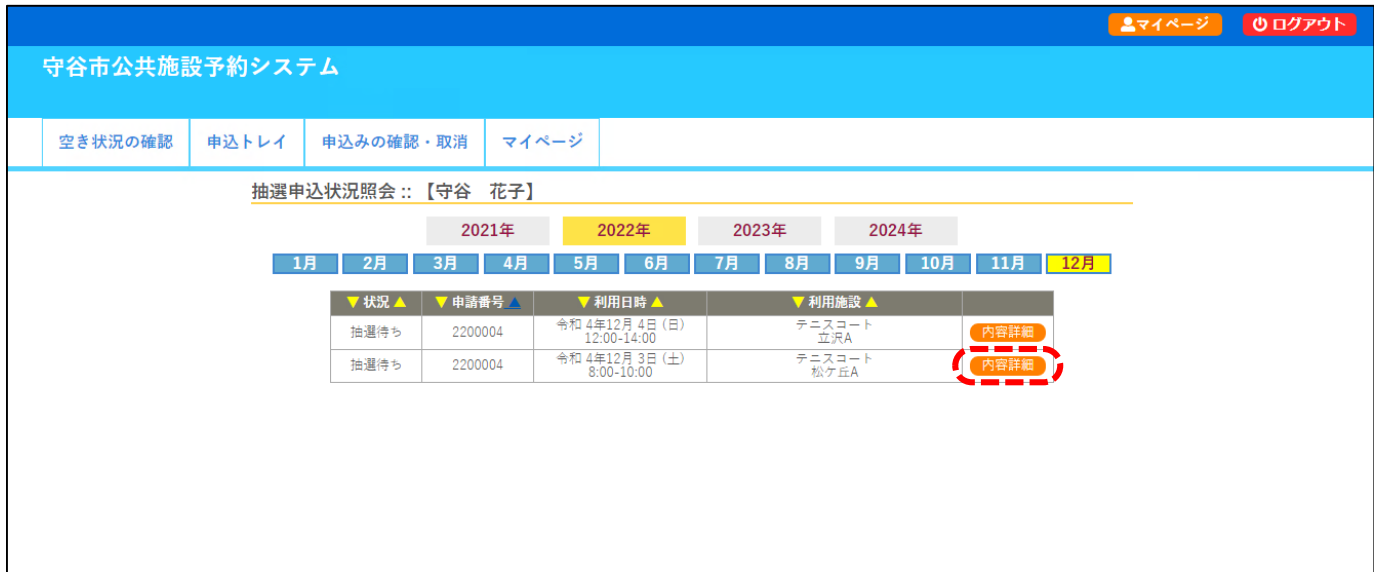 マイページ ログアウト
守谷市公共施設予約システム
空き状況の確認 申込トレイ 申込みの確認・取消 マイページ
抽選申込状況照会 :: 【守谷 花子】
2021年 2022年 2023年 2024年
1月 2月 3月 4月 5月 6月 7月 8月 9月 10月 11月 12月
▼状況▲ ▼申請番号▲ ▼利用日時▲ ▼利用施設▲
抽選待ち 2200004 令和 4年12月 4日（日） テニスコート 内容詳細
12:00-14:00 立沢A
抽選待ち 2200004 令和 4年12月 3日（土） テニスコート 内容詳細
8:00-10:00 松ケ丘A